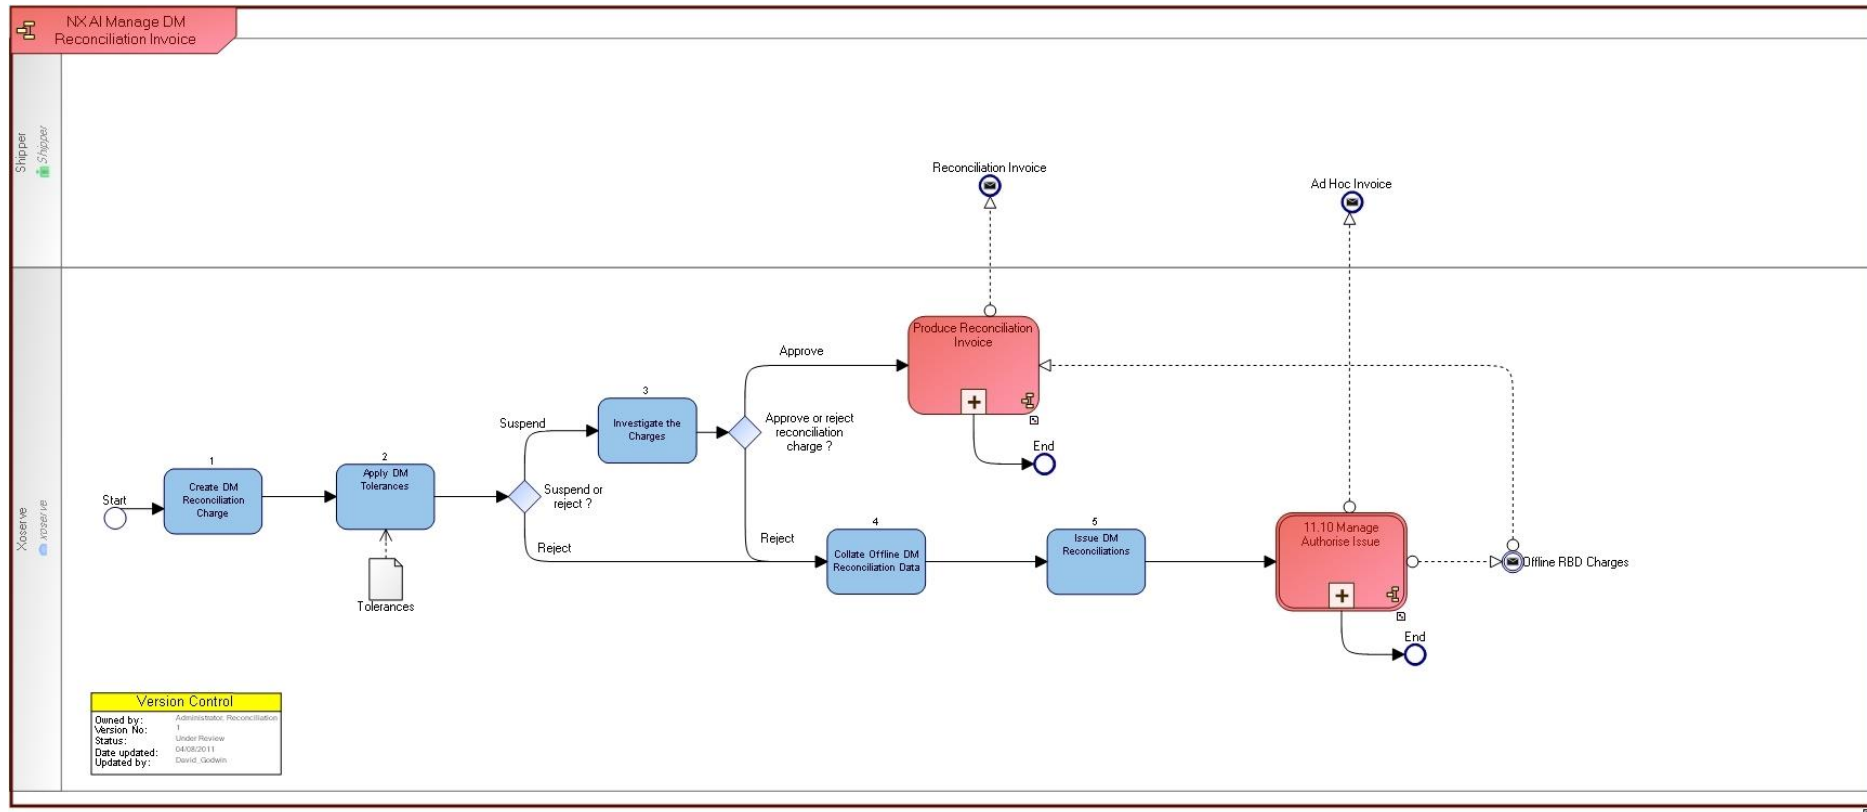 NX AI Manage DM
Reconciliation Invoice
Shipper
Shipper
Reconciliation Invoice
Ad Hoc Invoice
Xoserve
xoserve
Produce Reconciliation
Invoice
Approve
3
Investigate the
Charges
Approve or reject
reconciliation
charge ?
Suspend
End
1
Create DM
Reconciliation
Charge
2
Apply DM
Tolerances
Start
Suspend or
reject ?
Reject
Reject
4
Collate Offline DM
Reconciliation Data
5
Issue DM
Reconciliations
11.10 Manage
Authorise Issue
Offline RBD Charges
Tolerances
End
Version Control
Owned by: Administrator, Reconciliation
Version No: 1
Status: Under Review
Date updated: 04/08/2011
Updated by: David_Godwin